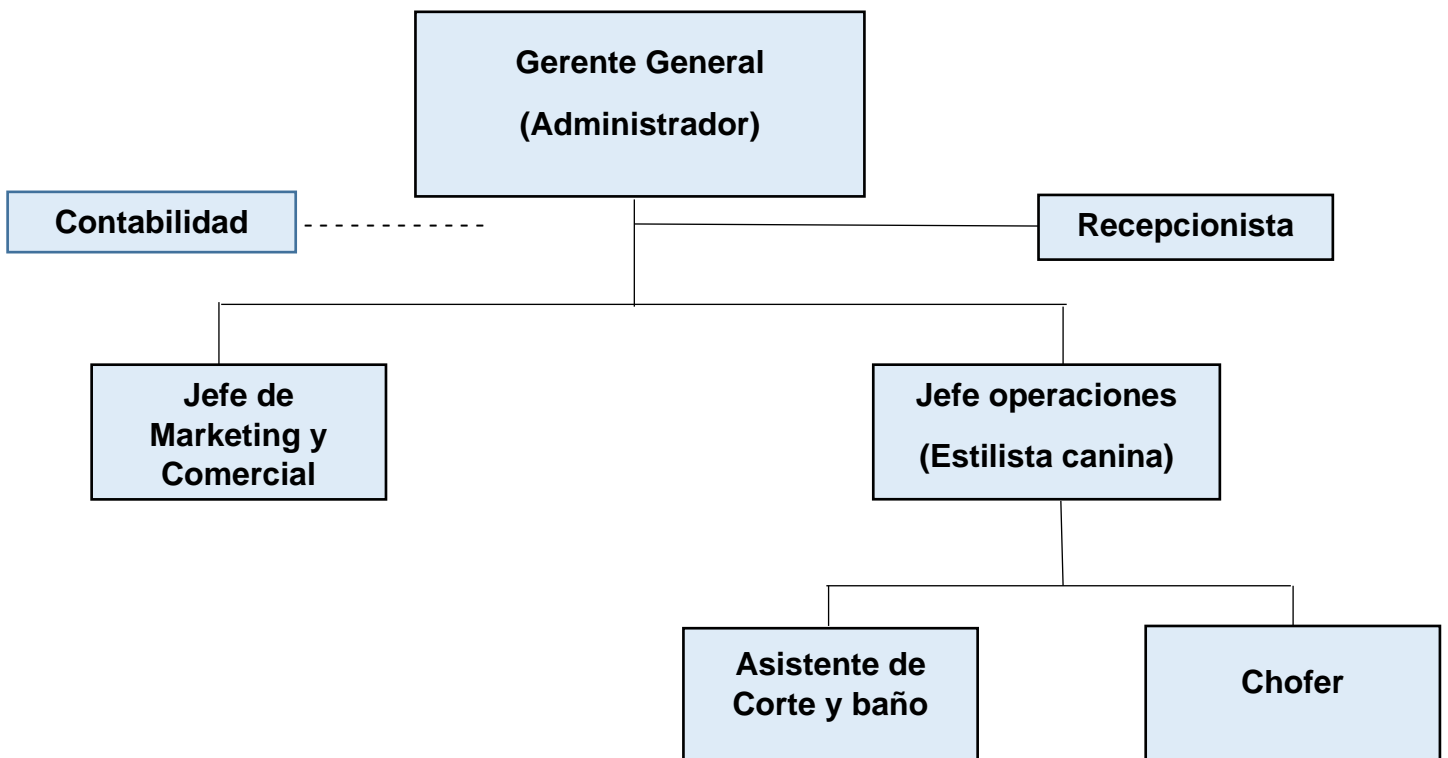 Gerente General
(Administrador)
Contabilidad
Recepcionista
Jefe de
Marketing y
Comercial
Jefe operaciones
(Estilista canina)
Asistente de
Corte y baño
Chofer